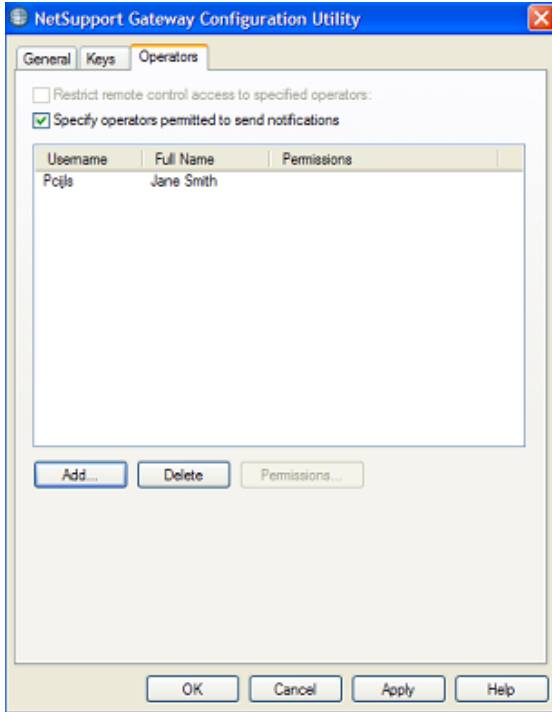 NetSupport Gateway Configuration Utility
General Keys Operators
Restrict remote control access to specified operators:
Specify operators permitted to send notifications
Username Full Name Permissions
Pcijls Jane Smith
Add... Delete Permissions...
OK Cancel Apply Help